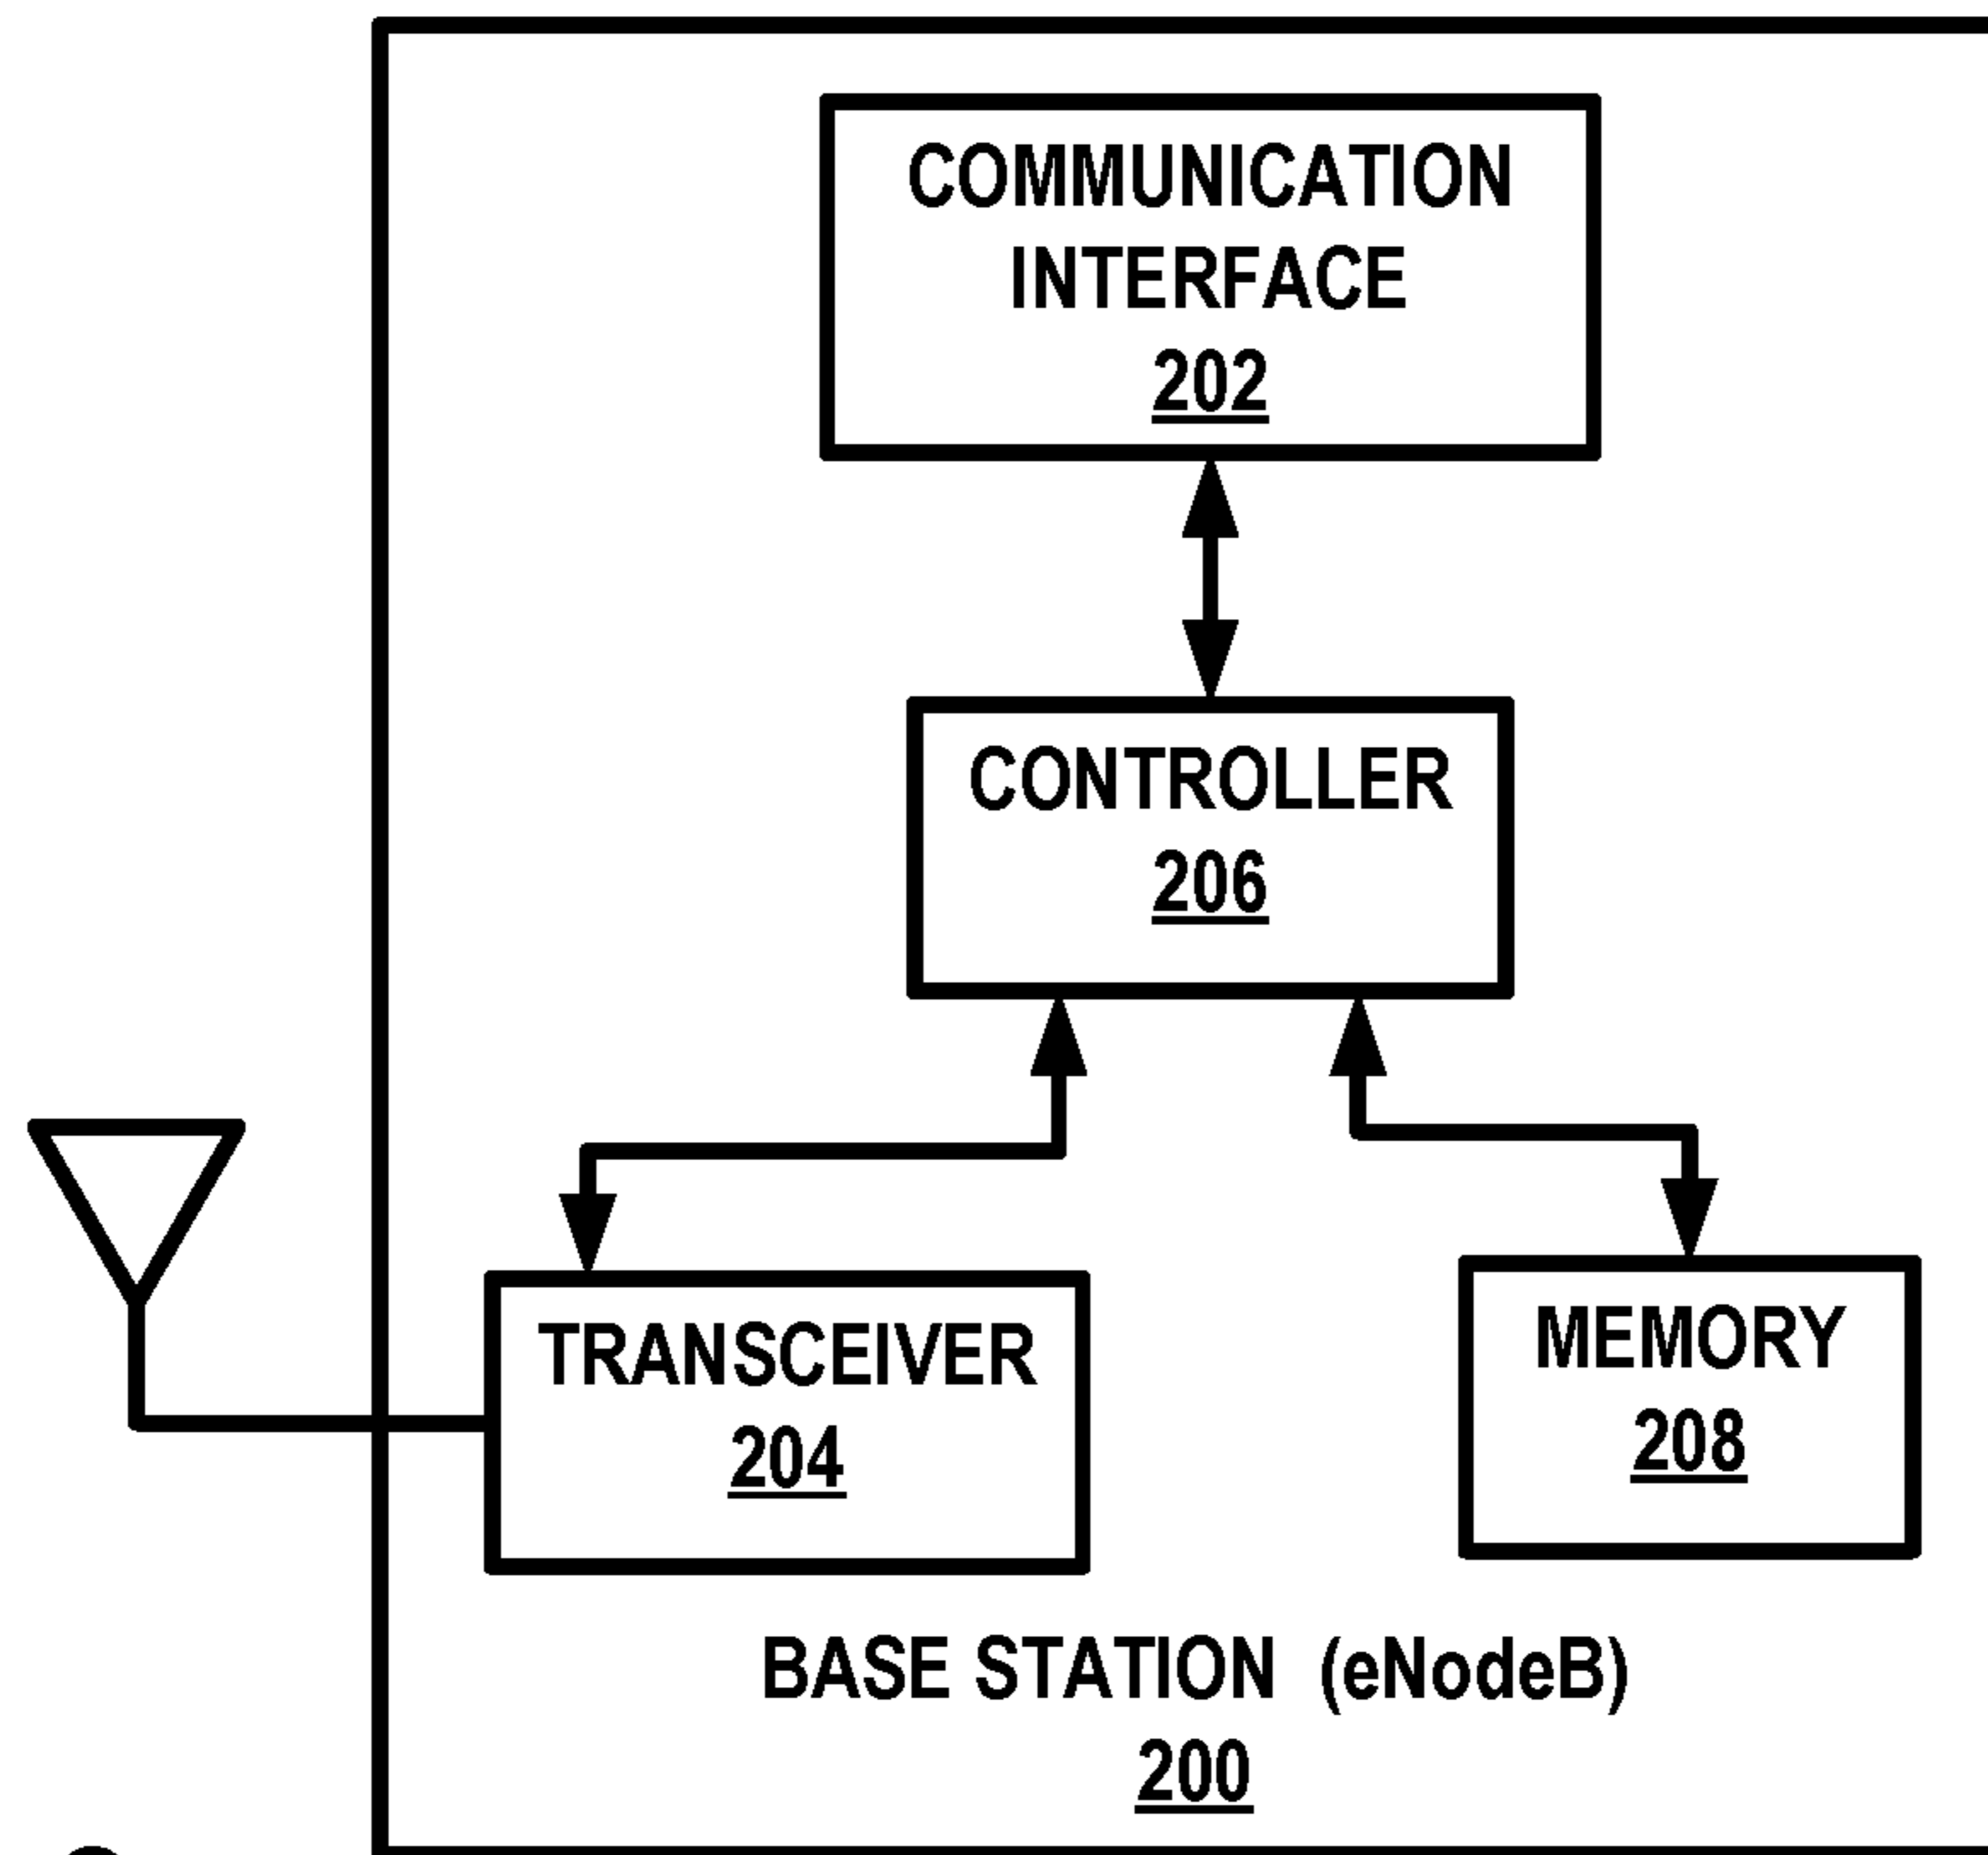 COMMUNICATION
INTERFACE
202
CONTROLLER
206
TRANSCEIVER
204
MEMORY
208
BASE STATION (eNodeB)
200